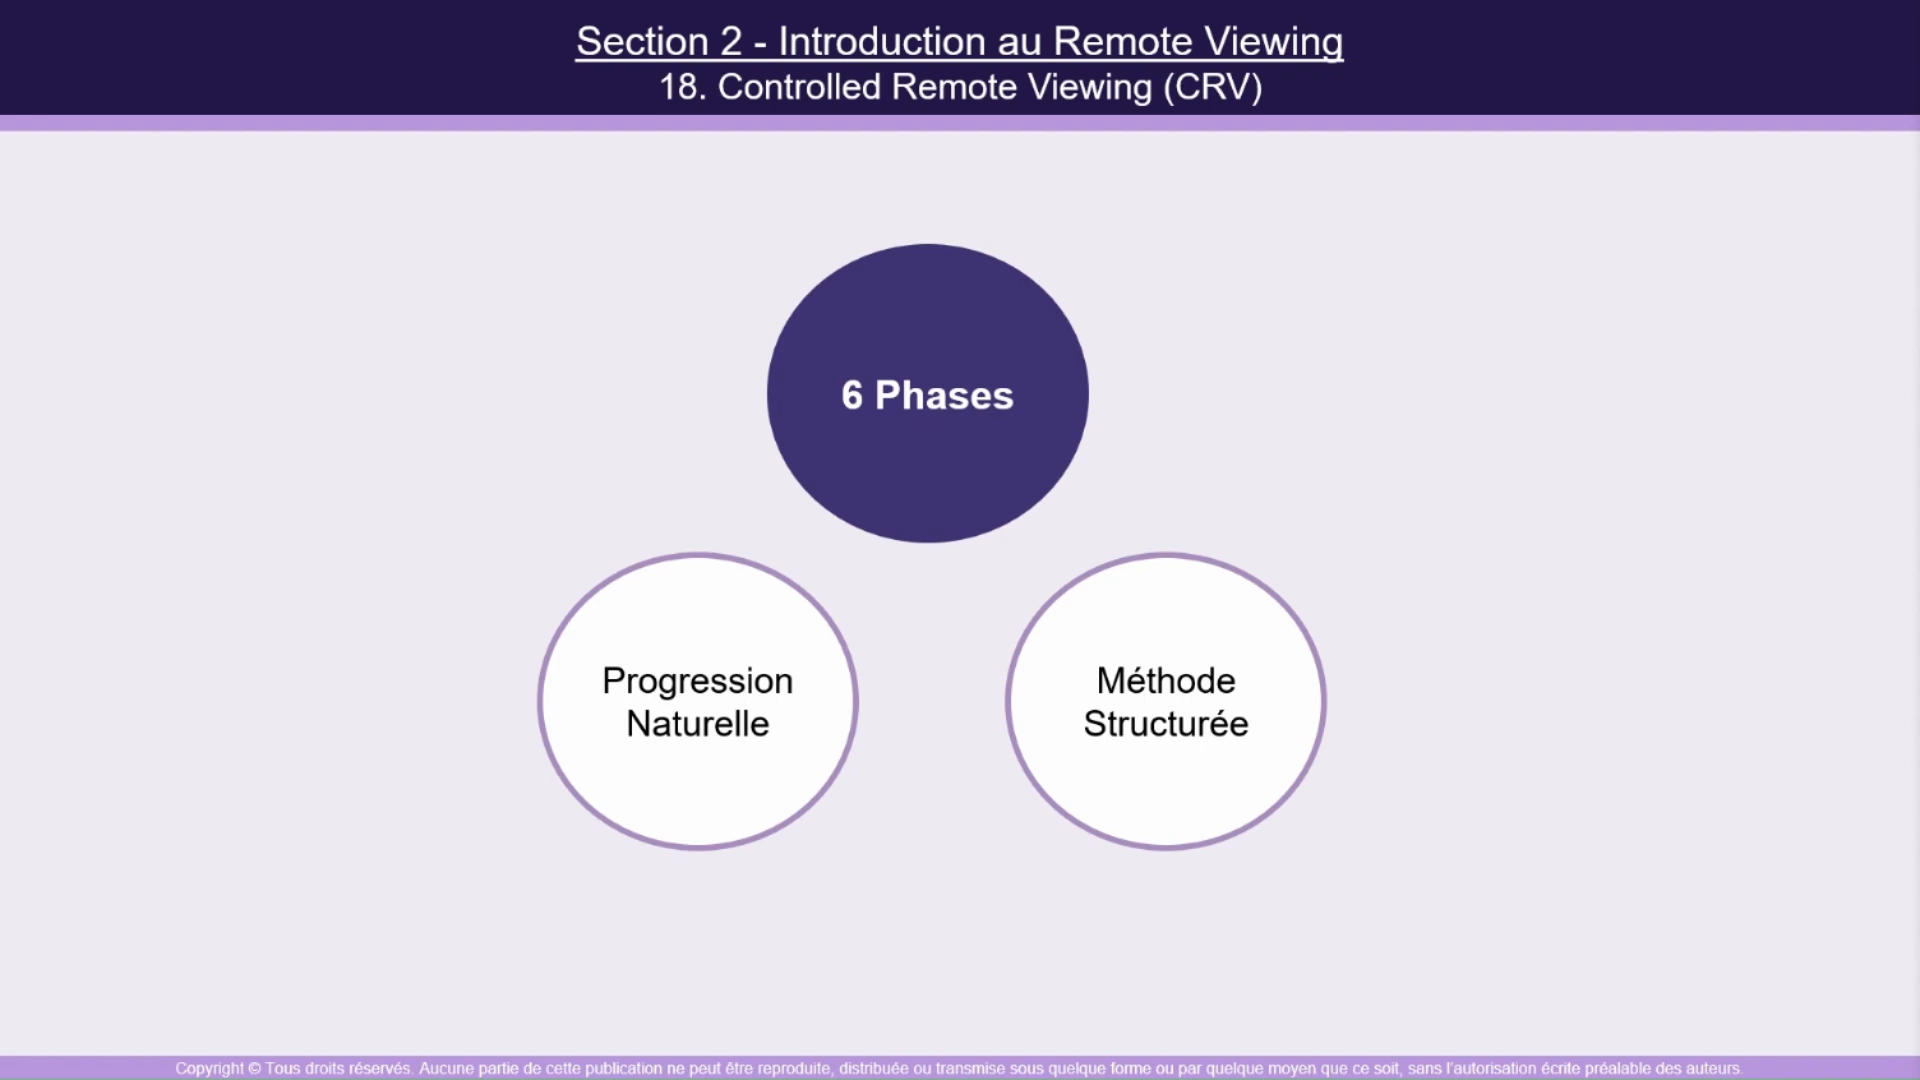 Section 2 - Introduction au Remote Viewing
18. Controlled Remote Viewing (CRV)
6 Phases
Progression
Naturelle
Méthode
Structurée
Copyright © Tous droits réservés. Aucune partie de cette publication ne peut être reproduite, distribuée ou transmise sous quelque forme ou par quelque moyen que ce soit, sans l'autorisation écrite préalable des auteurs.